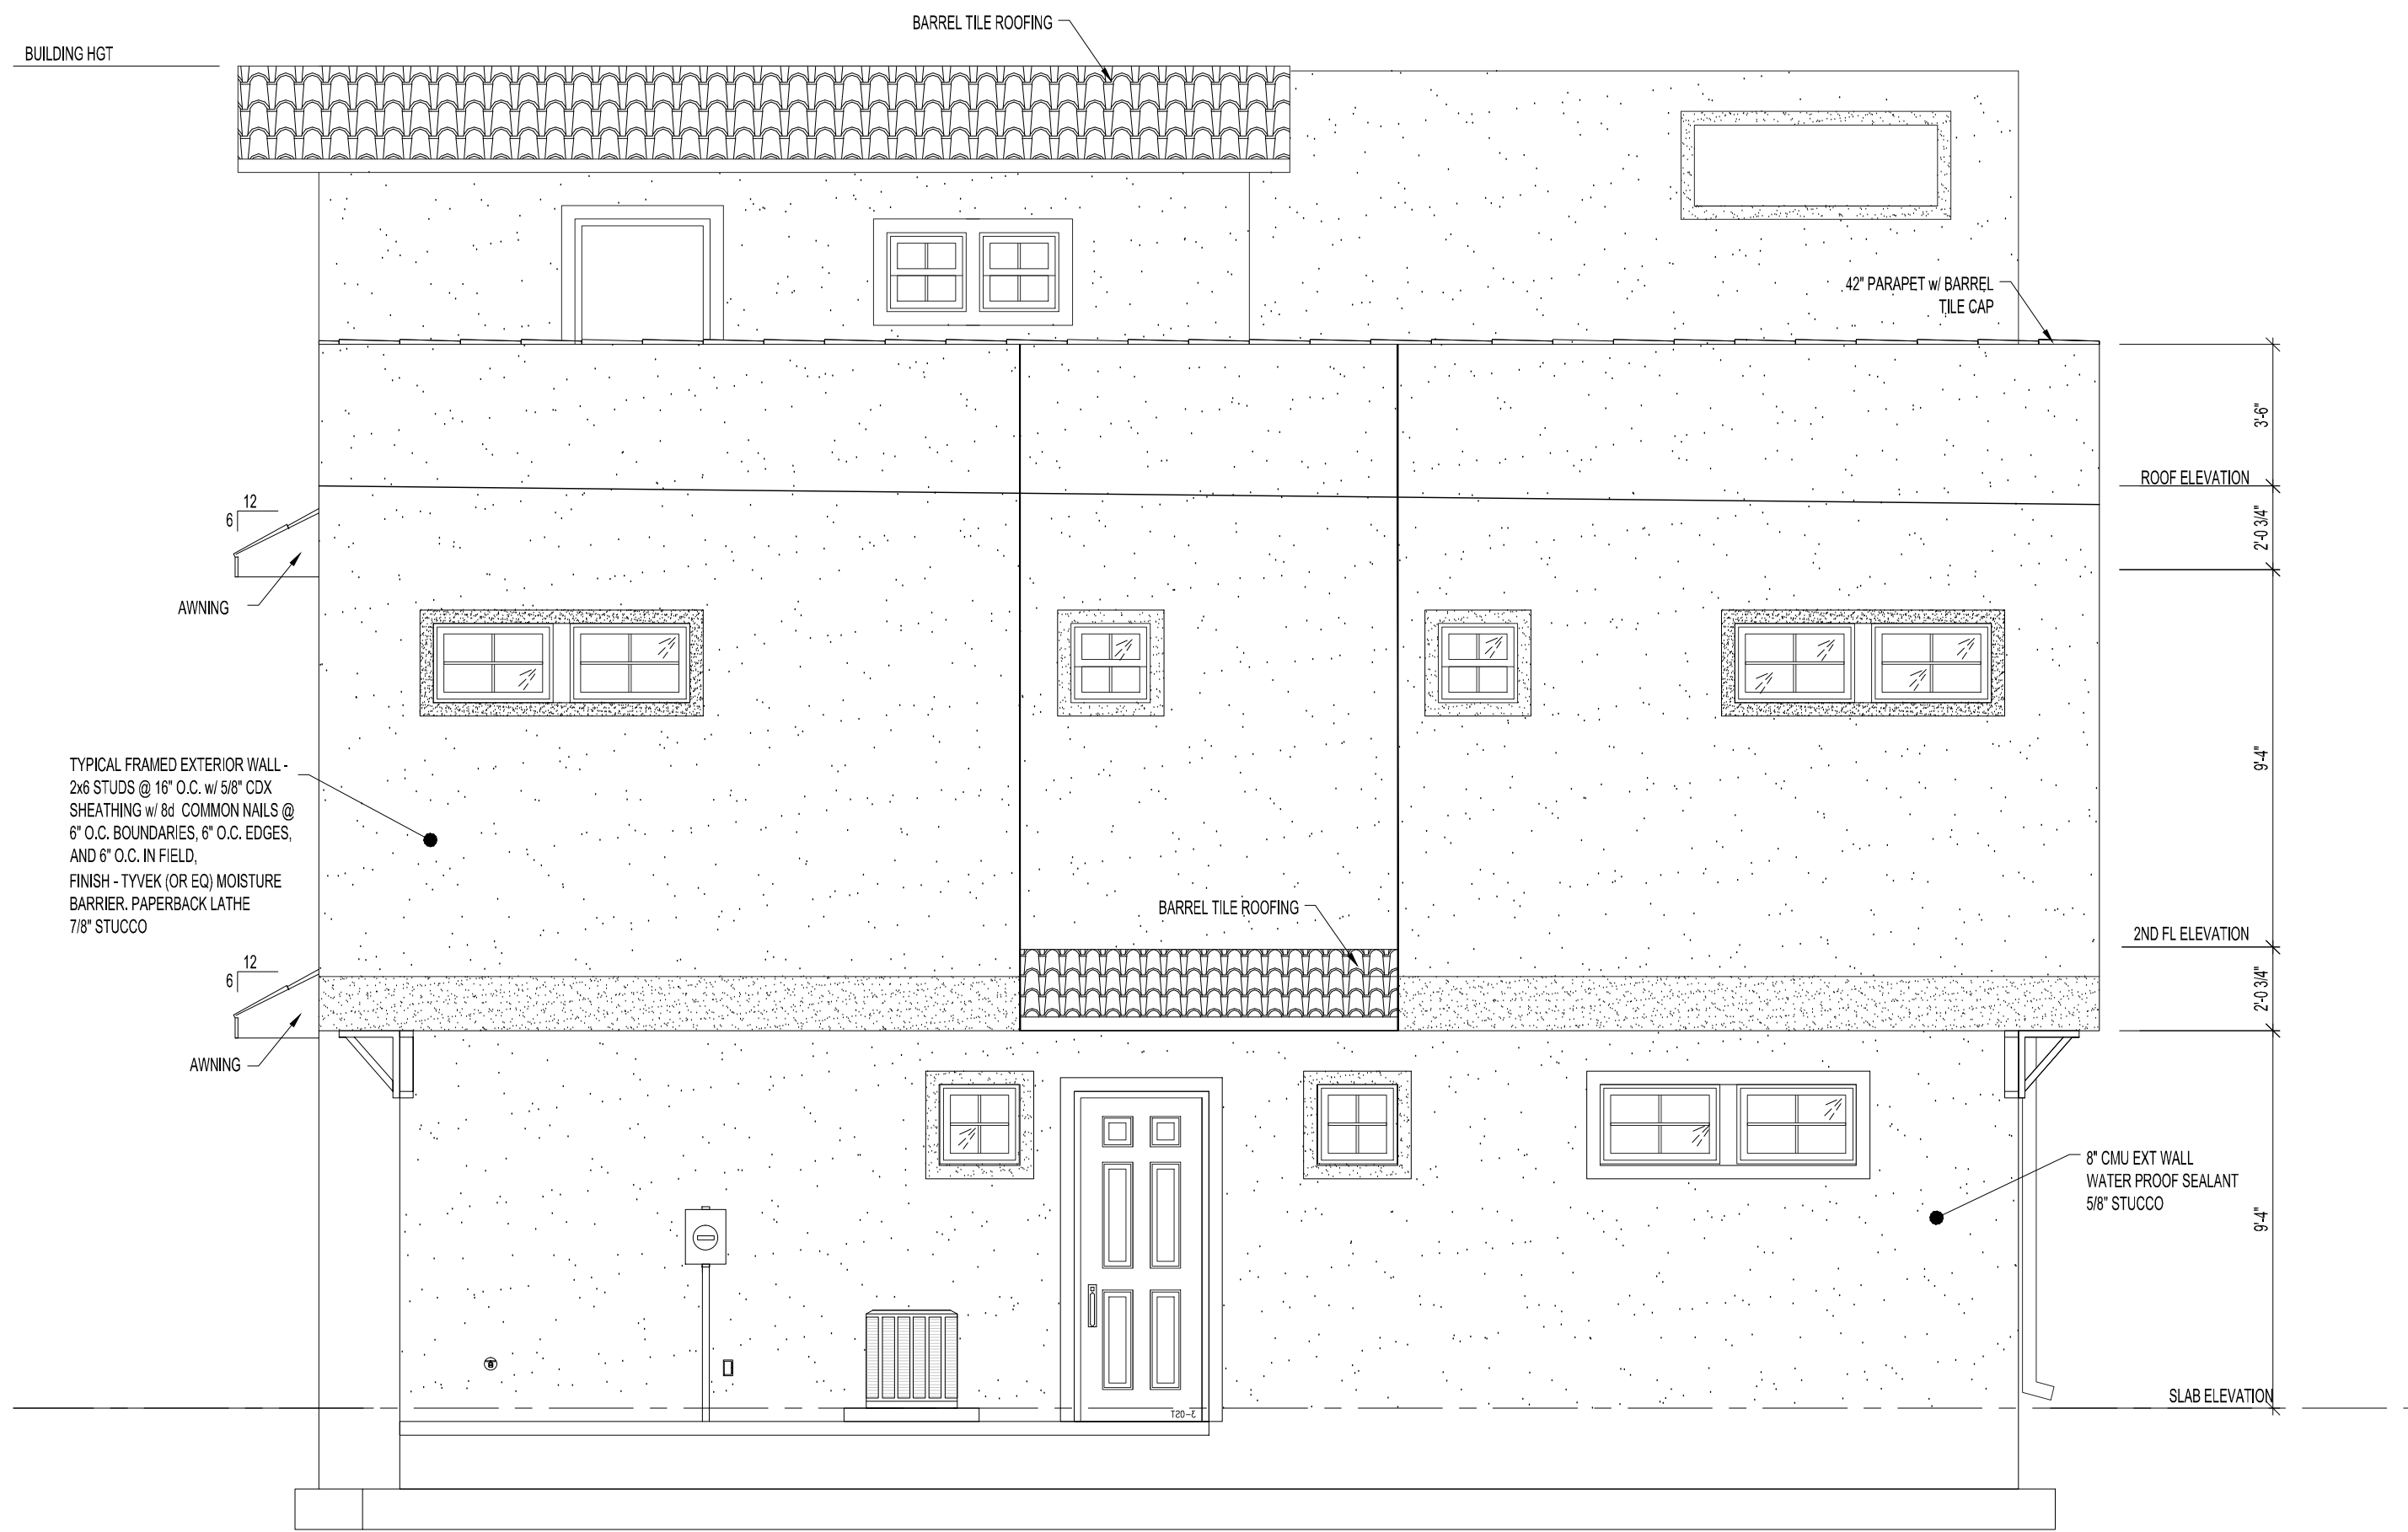 BARREL TILE ROOFING
BUILDING HGT
42" PARAPET w/ BARREL
TILE CAP
3'-6"
ROOF ELEVATION
12
6
2'-0 3/4"
AWNING
9'-4"
TYPICAL FRAMED EXTERIOR WALL -
2x6 STUDS @ 16" O.C. w/ 5/8" CDX
SHEATHING w/ 8d COMMON NAILS @
6" O.C. BOUNDARIES, 6" O.C. EDGES,
AND 6" O.C. IN FIELD,
FINISH - TYVEK (OR EQ) MOISTURE
BARRIER. PAPERBACK LATHE
7/8" STUCCO
BARREL TILE ROOFING
2ND FL ELEVATION
12
6
2'-0 3/4"
AWNING
8" CMU EXT WALL
WATER PROOF SEALANT
5/8" STUCCO
9'-4"
SLAB ELEVATION
3-0ST